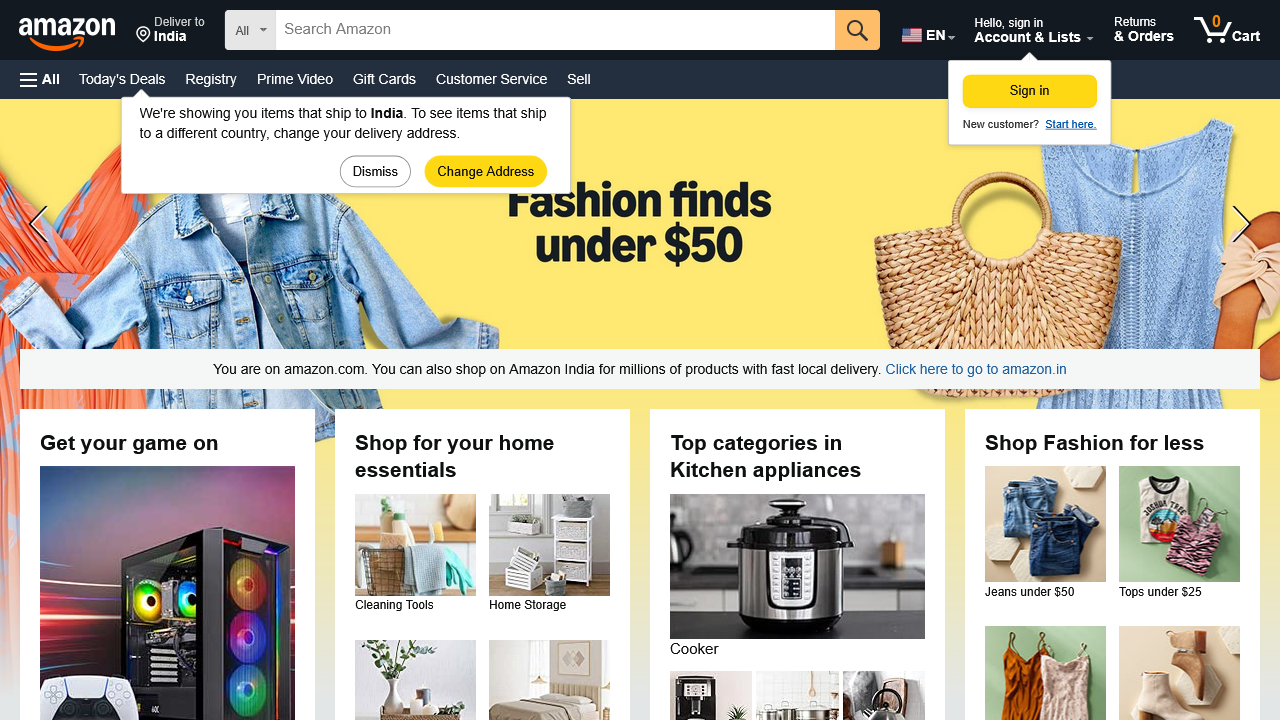 amazon
Deliver to
India
All
Search Amazon
EN
Hello, sign in
Account & Lists
Returns
& Orders
0
Cart
All
Today's Deals
Registry
Prime Video
Gift Cards
Customer Service
Sell
Sign in
New customer? Start here.
We're showing you items that ship to India. To see items that ship
to a different country, change your delivery address.
Dismiss
Change Address
Fashion finds
under $50
You are on amazon.com. You can also shop on Amazon India for millions of products with fast local delivery. Click here to go to amazon.in
Get your game on
Shop for your home
essentials
Cleaning Tools
Home Storage
Top categories in
Kitchen appliances
Cooker
Shop Fashion for less
Jeans under $50
Tops under $25